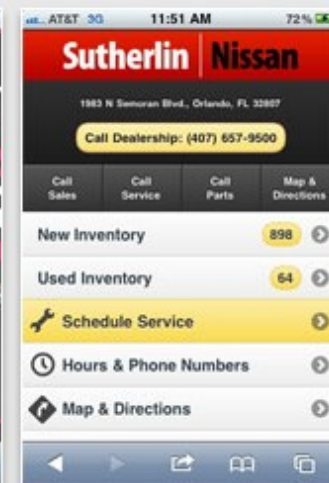 AT&T 3G 11:51 AM 72%
Sutherlin Nissan
1983 N Semoran Blvd., Orlando, FL 32807
Call Dealership: (407) 657-9500
Call Sales
Call Service
Call Parts
Map & Directions
New Inventory 898
Used Inventory 64
Schedule Service
Hours & Phone Numbers
Map & Directions